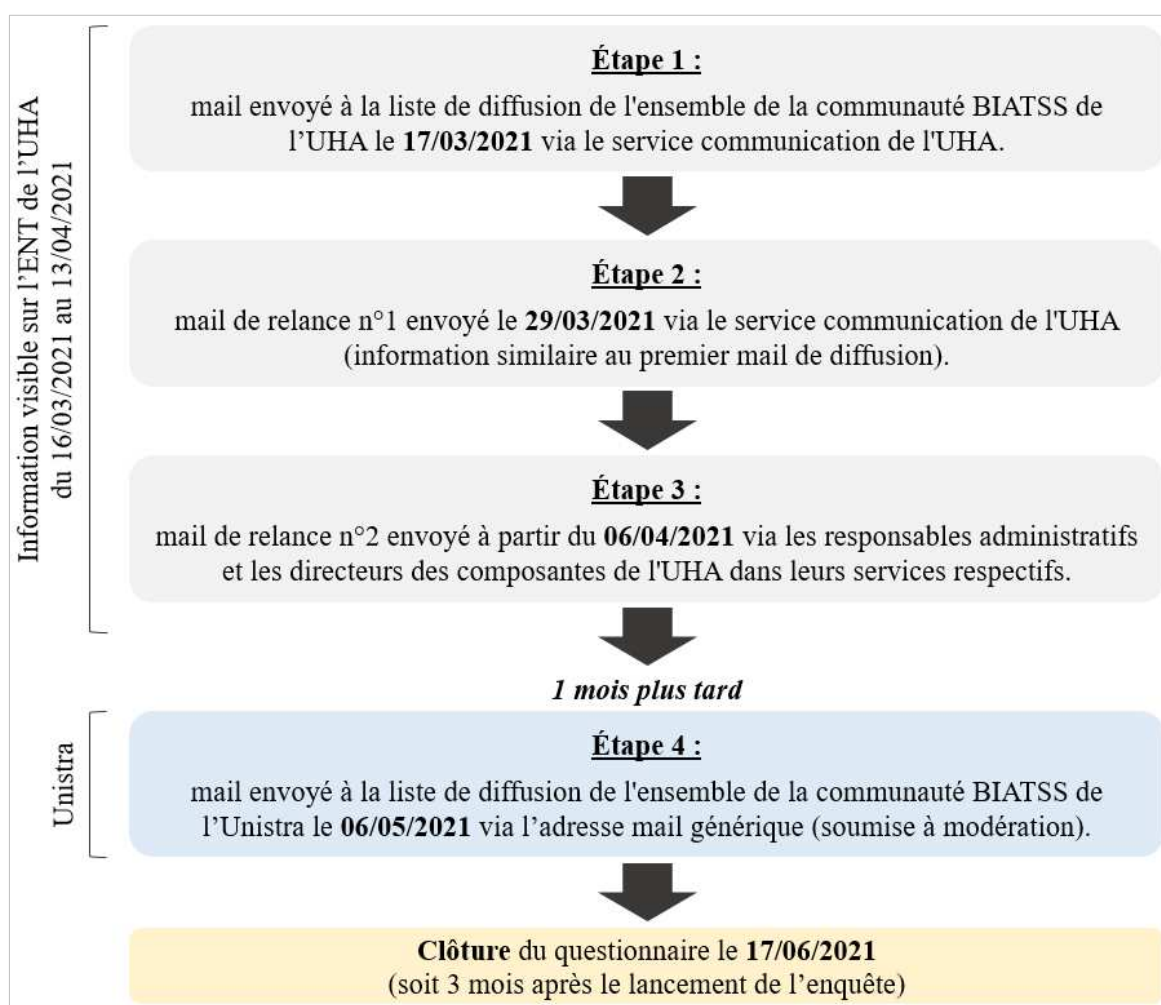 Information visible sur l'ENT de l'UHA
du 16/03/2021 au 13/04/2021
Étape 1 :
mail envoyé à la liste de diffusion de l'ensemble de la communauté BIATSS de
l’UHA le 17/03/2021 via le service communication de l'UHA.
Étape 2 :
mail de relance n°1 envoyé le 29/03/2021 via le service communication de l'UHA
(information similaire au premier mail de diffusion).
Étape 3 :
mail de relance n°2 envoyé à partir du 06/04/2021 via les responsables administratifs
et les directeurs des composantes de l'UHA dans leurs services respectifs.
1 mois plus tard
Unistra
Étape 4 :
mail envoyé à la liste de diffusion de l'ensemble de la communauté BIATSS de
l’Unistra le 06/05/2021 via l’adresse mail générique (soumise à modération).
Clôture du questionnaire le 17/06/2021
(soit 3 mois après le lancement de l’enquête)